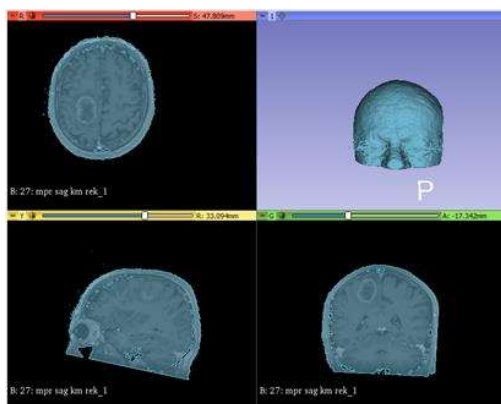 R S: 47.809mm
1
B: 27: mpr sag km rek_1
P
Y R: 33.094mm
G A: -17.342mm
B: 27: mpr sag km rek_1
B: 27: mpr sag km rek_1